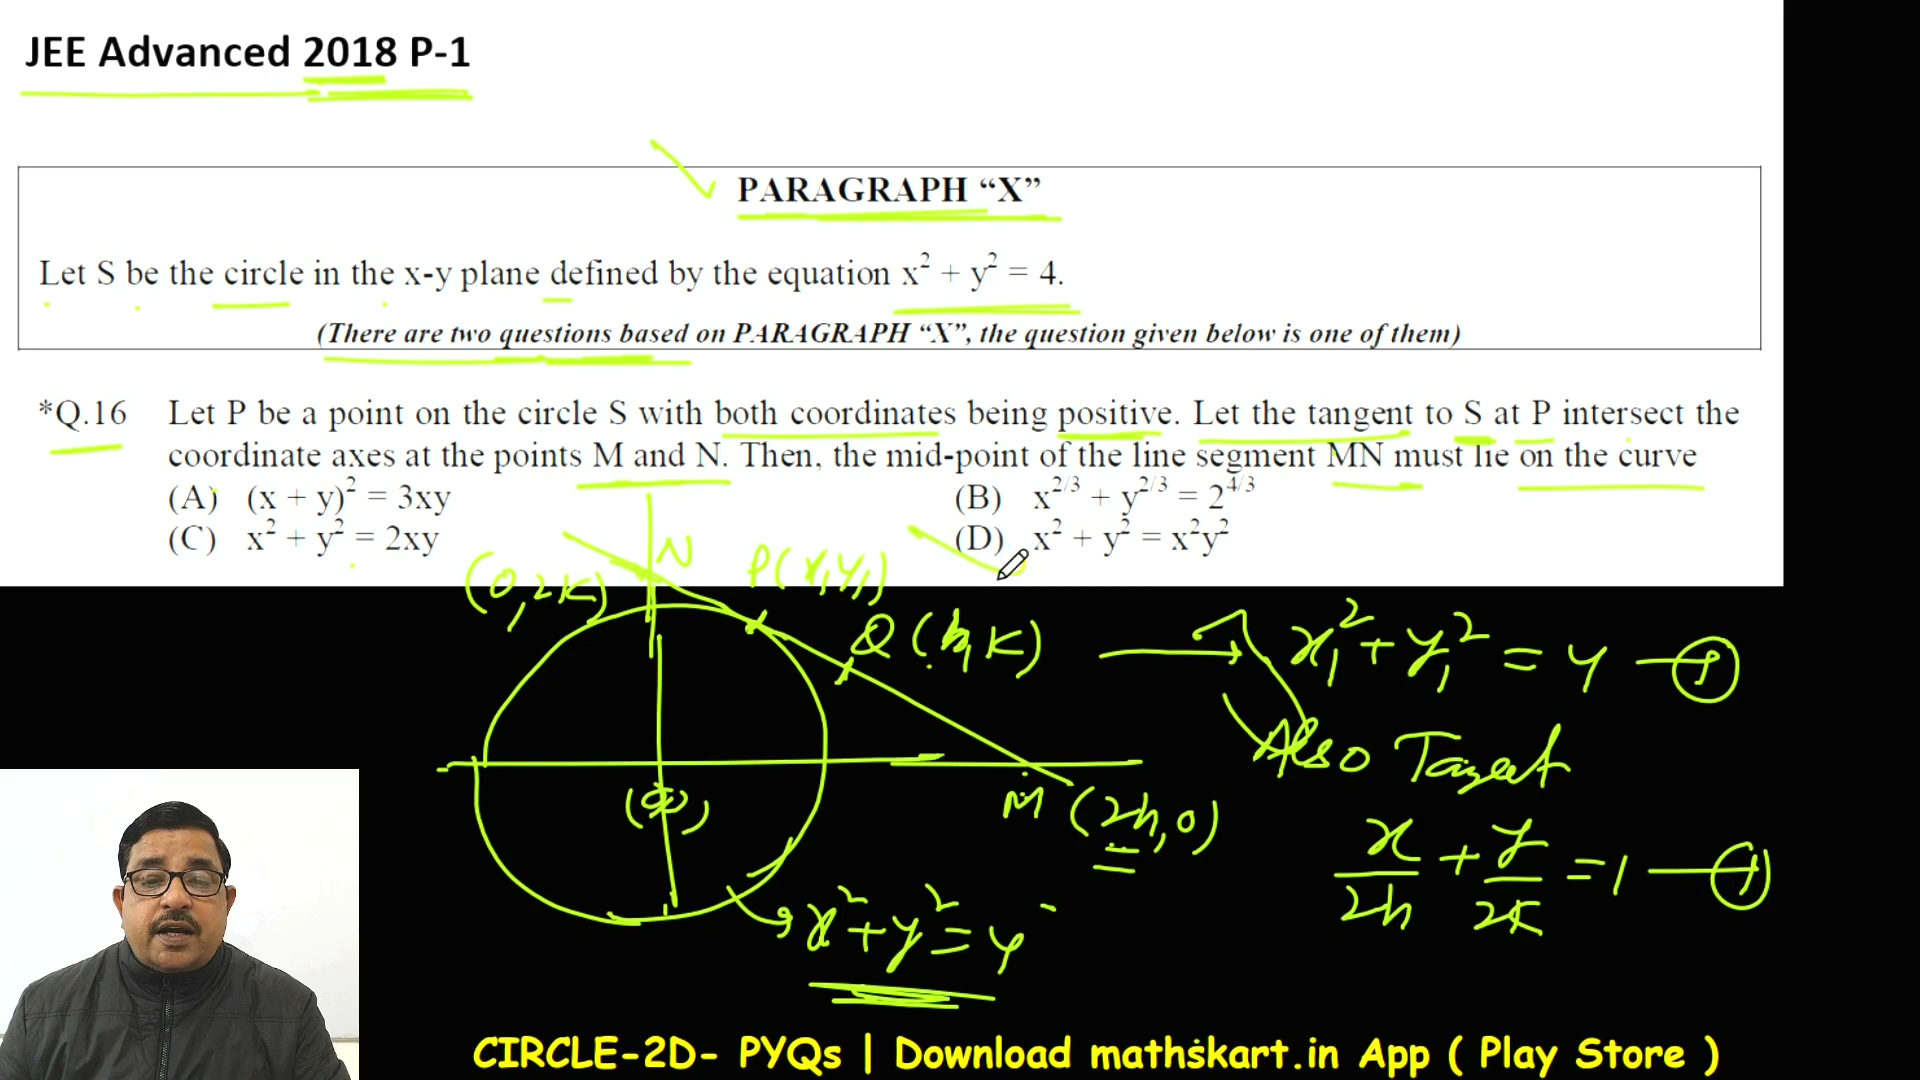 JEE Advanced 2018 P-1
PARAGRAPH “X”
Let S be the circle in the x-y plane defined by the equation x² + y² = 4.
(There are two questions based on PARAGRAPH “X”, the question given below is one of them)
*Q.16 Let P be a point on the circle S with both coordinates being positive. Let the tangent to S at P intersect the
coordinate axes at the points M and N. Then, the mid-point of the line segment MN must lie on the curve
(A) (x + y)² = 3xy (B) x^2/3 + y^2/3 = 2^4/3
(C) x² + y² = 2xy (D) x² + y² = x²y²
N
(0, 2K)
P(x₁, y₁)
Q (h, K)
x₁² + y₁² = 4
Also
x/2h + y/2K = 1
M (2h, 0)
x² + y² = 4
CIRCLE-2D- PYQs | Download mathskart.in App ( Play Store )